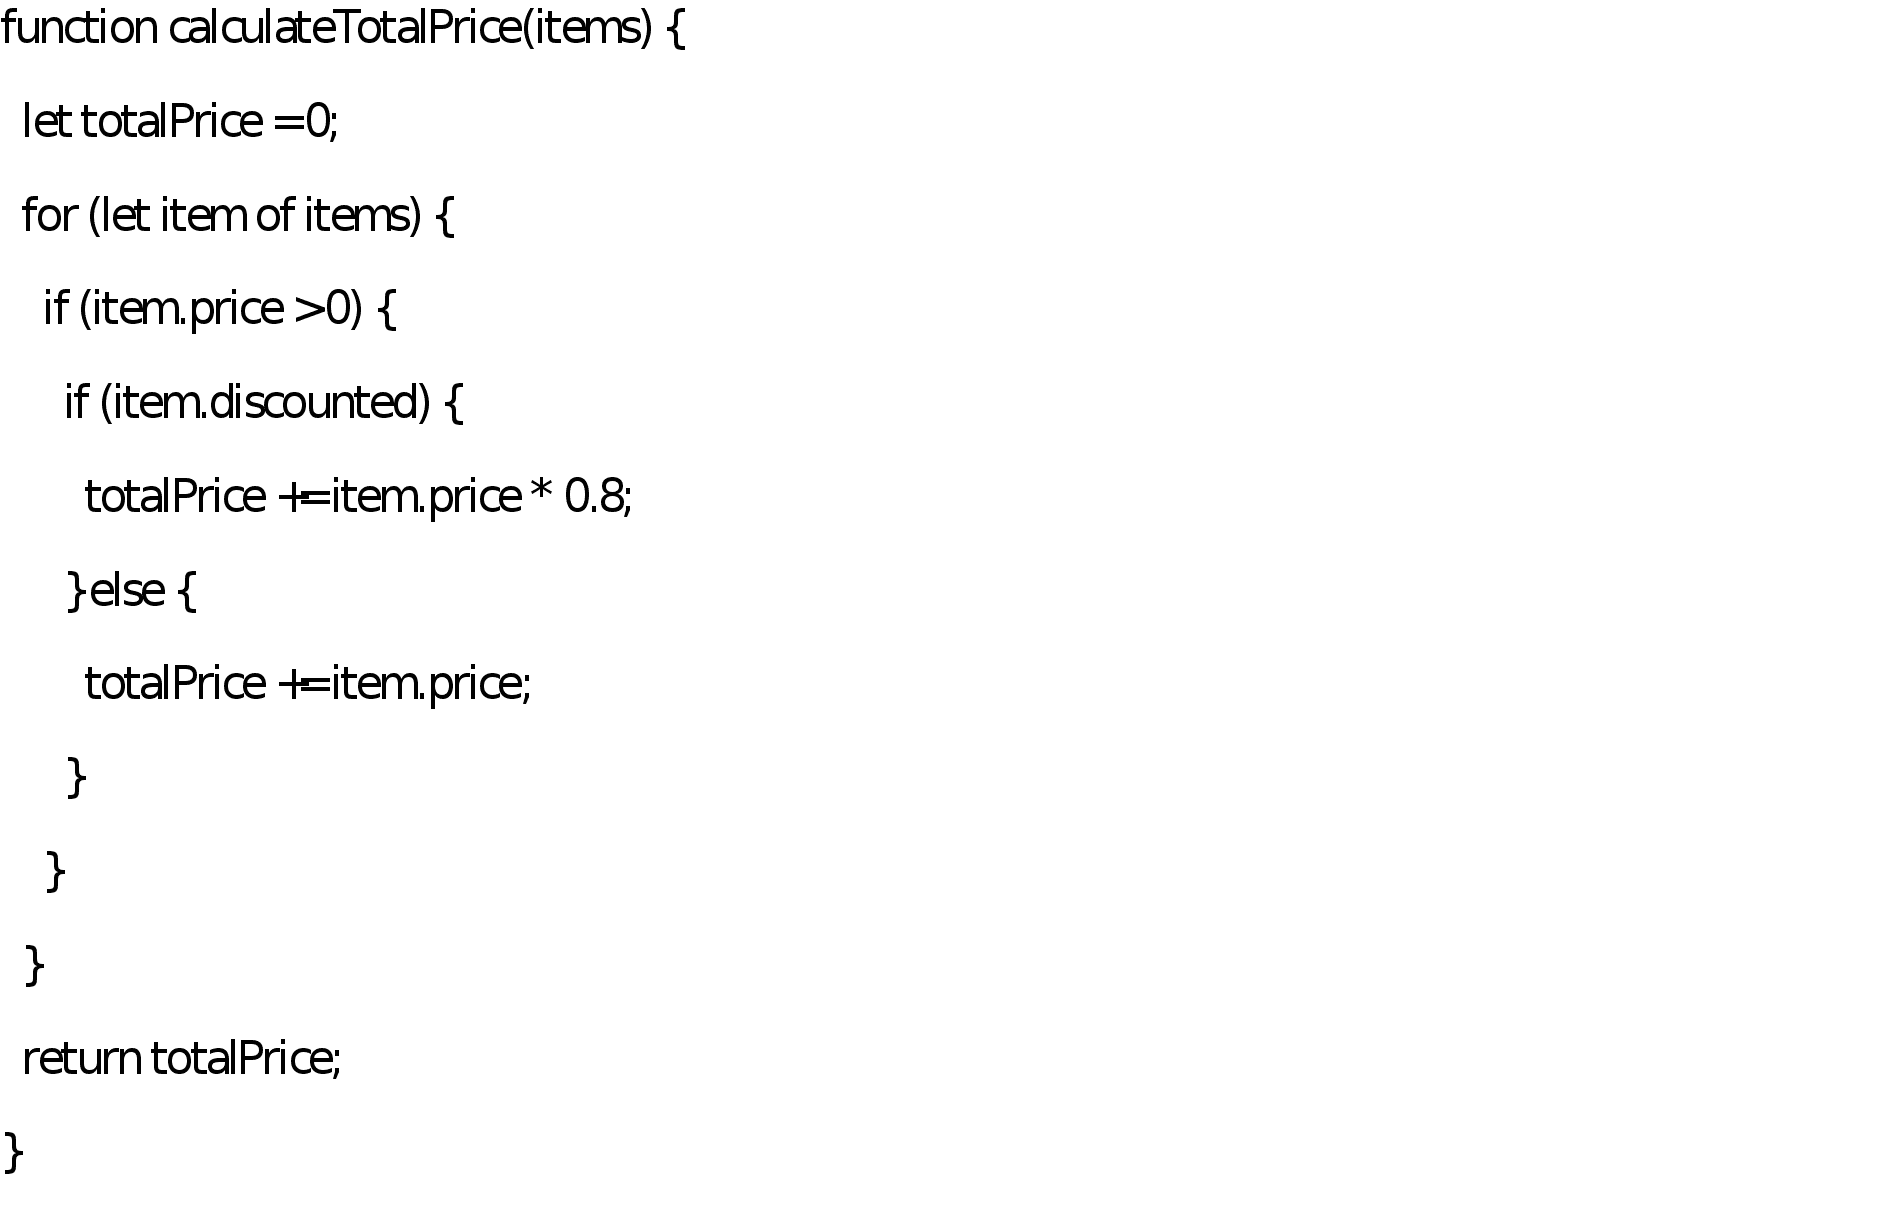 function calculateTotalPrice(items) {
  let totalPrice = 0;
  for (let item of items) {
    if (item.price > 0) {
      if (item.discounted) {
        totalPrice += item.price * 0.8;
      } else {
        totalPrice += item.price;
      }
    }
  }
  return totalPrice;
}